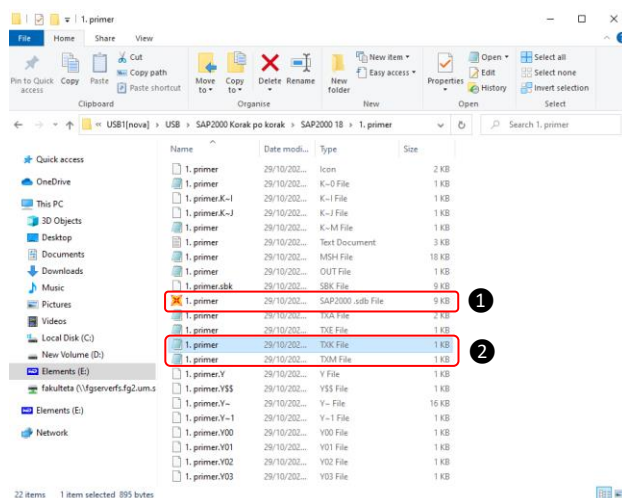 1. primer
File Home Share View
Pin to Quick access
Copy
Paste
Cut
Copy path
Paste shortcut
Clipboard
Move to
Copy to
Delete
Rename
Organise
New folder
New item
Easy access
New
Properties
Open
Edit
History
Open
Select all
Select none
Invert selection
Select
USB1[nova] › USB › SAP2000 Korak po korak › SAP2000 18 › 1. primer
Search 1. primer
Name Date modi... Type Size
Quick access
OneDrive
This PC
3D Objects
Desktop
Documents
Downloads
Music
Pictures
Videos
Local Disk (C:)
New Volume (D:)
Elements (E:)
fakulteta (\\fgserverfs.fg2.um.s
Elements (E:)
Network
1. primer 29/10/202... Icon 2 KB
1. primer 29/10/202... K~0 File 1 KB
1. primer.K~I 29/10/202... K~I File 1 KB
1. primer.K~J 29/10/202... K~J File 1 KB
1. primer 29/10/202... K~M File 1 KB
1. primer 29/10/202... Text Document 3 KB
1. primer 29/10/202... MSH File 18 KB
1. primer 29/10/202... OUT File 1 KB
1. primer.sbk 29/10/202... SBK File 9 KB
1. primer 29/10/202... SAP2000 .sdb File 9 KB
1
1. primer 29/10/202... TXA File 2 KB
1. primer 29/10/202... TXE File 1 KB
1. primer 29/10/202... TXK File 1 KB
2
1. primer 29/10/202... TXM File 1 KB
1. primer.Y 29/10/202... Y File 1 KB
1. primer.Y$$ 29/10/202... Y$$ File 1 KB
1. primer.Y~ 29/10/202... Y~ File 16 KB
1. primer.Y~1 29/10/202... Y~1 File 1 KB
1. primer.Y00 29/10/202... Y00 File 1 KB
1. primer.Y01 29/10/202... Y01 File 1 KB
1. primer.Y02 29/10/202... Y02 File 1 KB
1. primer.Y03 29/10/202... Y03 File 1 KB
22 items 1 item selected 895 bytes